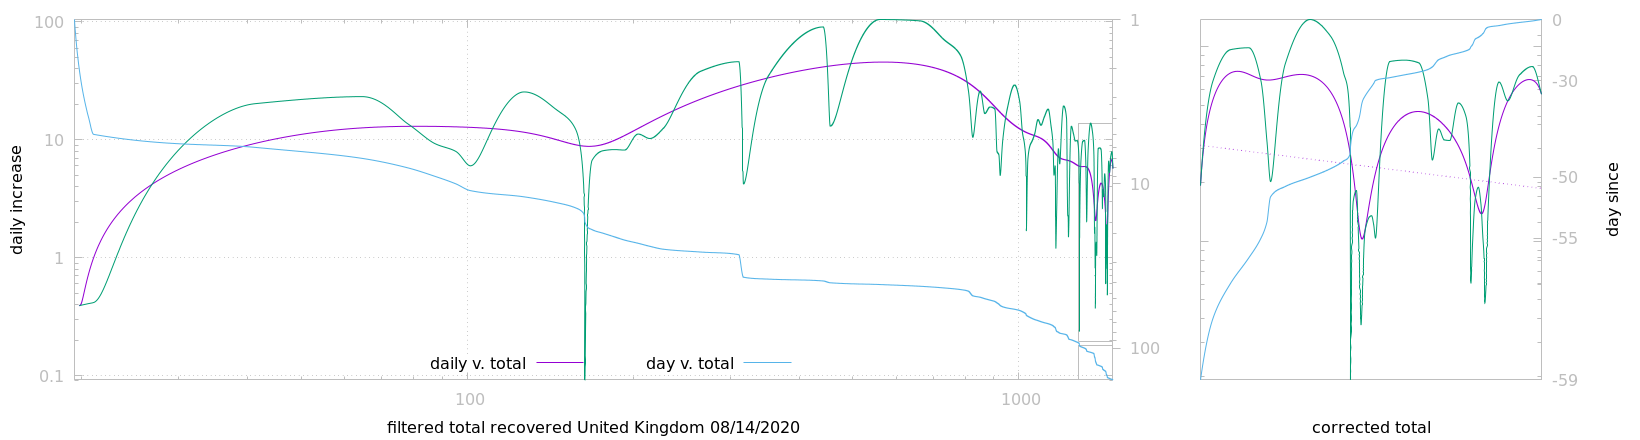 100
10
1
0.1
daily increase
daily v. total
day v. total
1
10
100
100
1000
filtered total recovered United Kingdom 08/14/2020
0
-30
-50
-55
-59
day since
corrected total